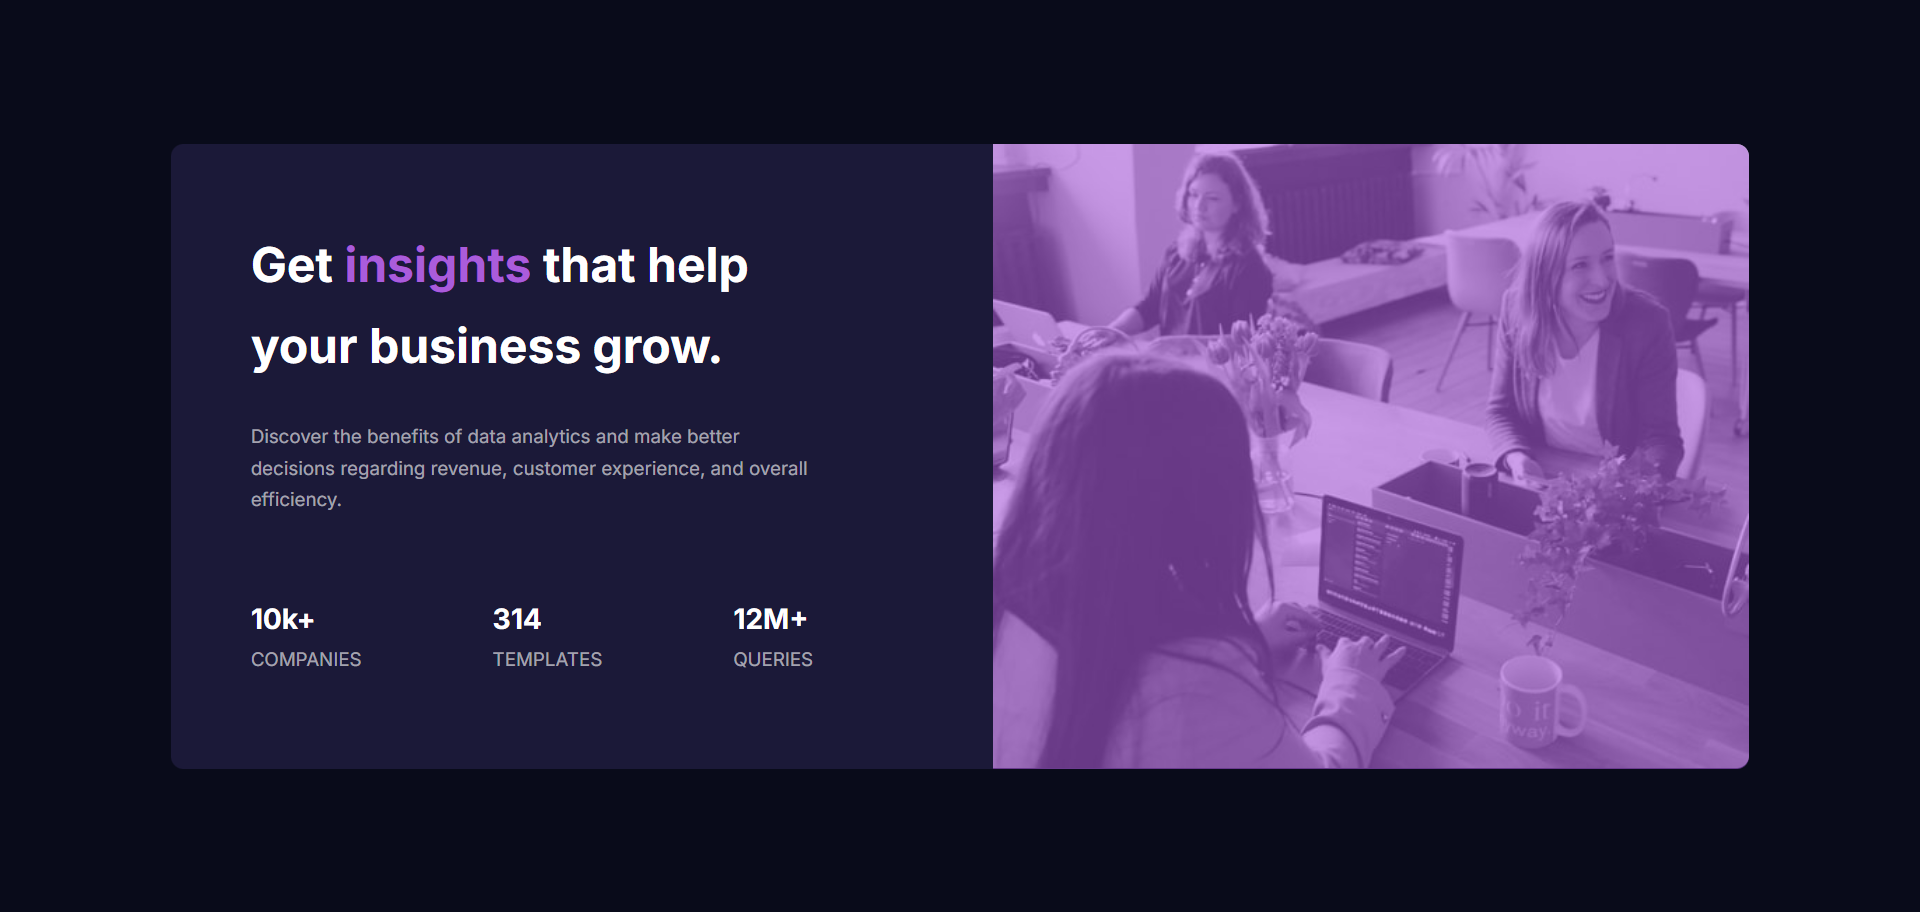 Get insights that help
your business grow.
Discover the benefits of data analytics and make better
decisions regarding revenue, customer experience, and overall
efficiency.
10k+ 314 12M+
COMPANIES TEMPLATES QUERIES